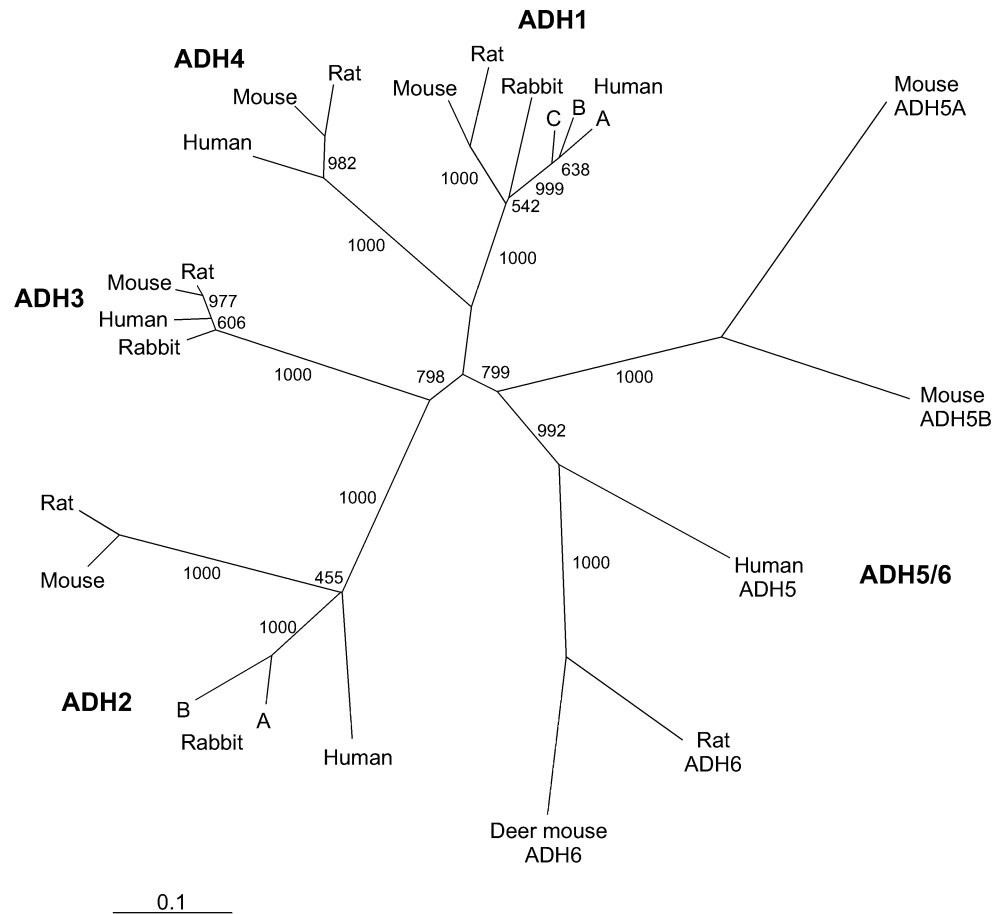 ADH1
ADH4
Rat
Rat
Mouse
Mouse
Rabbit
Human
C
B
A
Human
982
638
1000
999
542
1000
1000
Mouse
ADH5A
ADH3
Rat
Mouse
977
Human
606
Rabbit
1000
798
799
1000
Mouse
ADH5B
992
1000
Rat
Mouse
1000
455
1000
Human
ADH5
ADH5/6
1000
ADH2
B
A
Rabbit
Human
Rat
ADH6
Deer mouse
ADH6
0.1